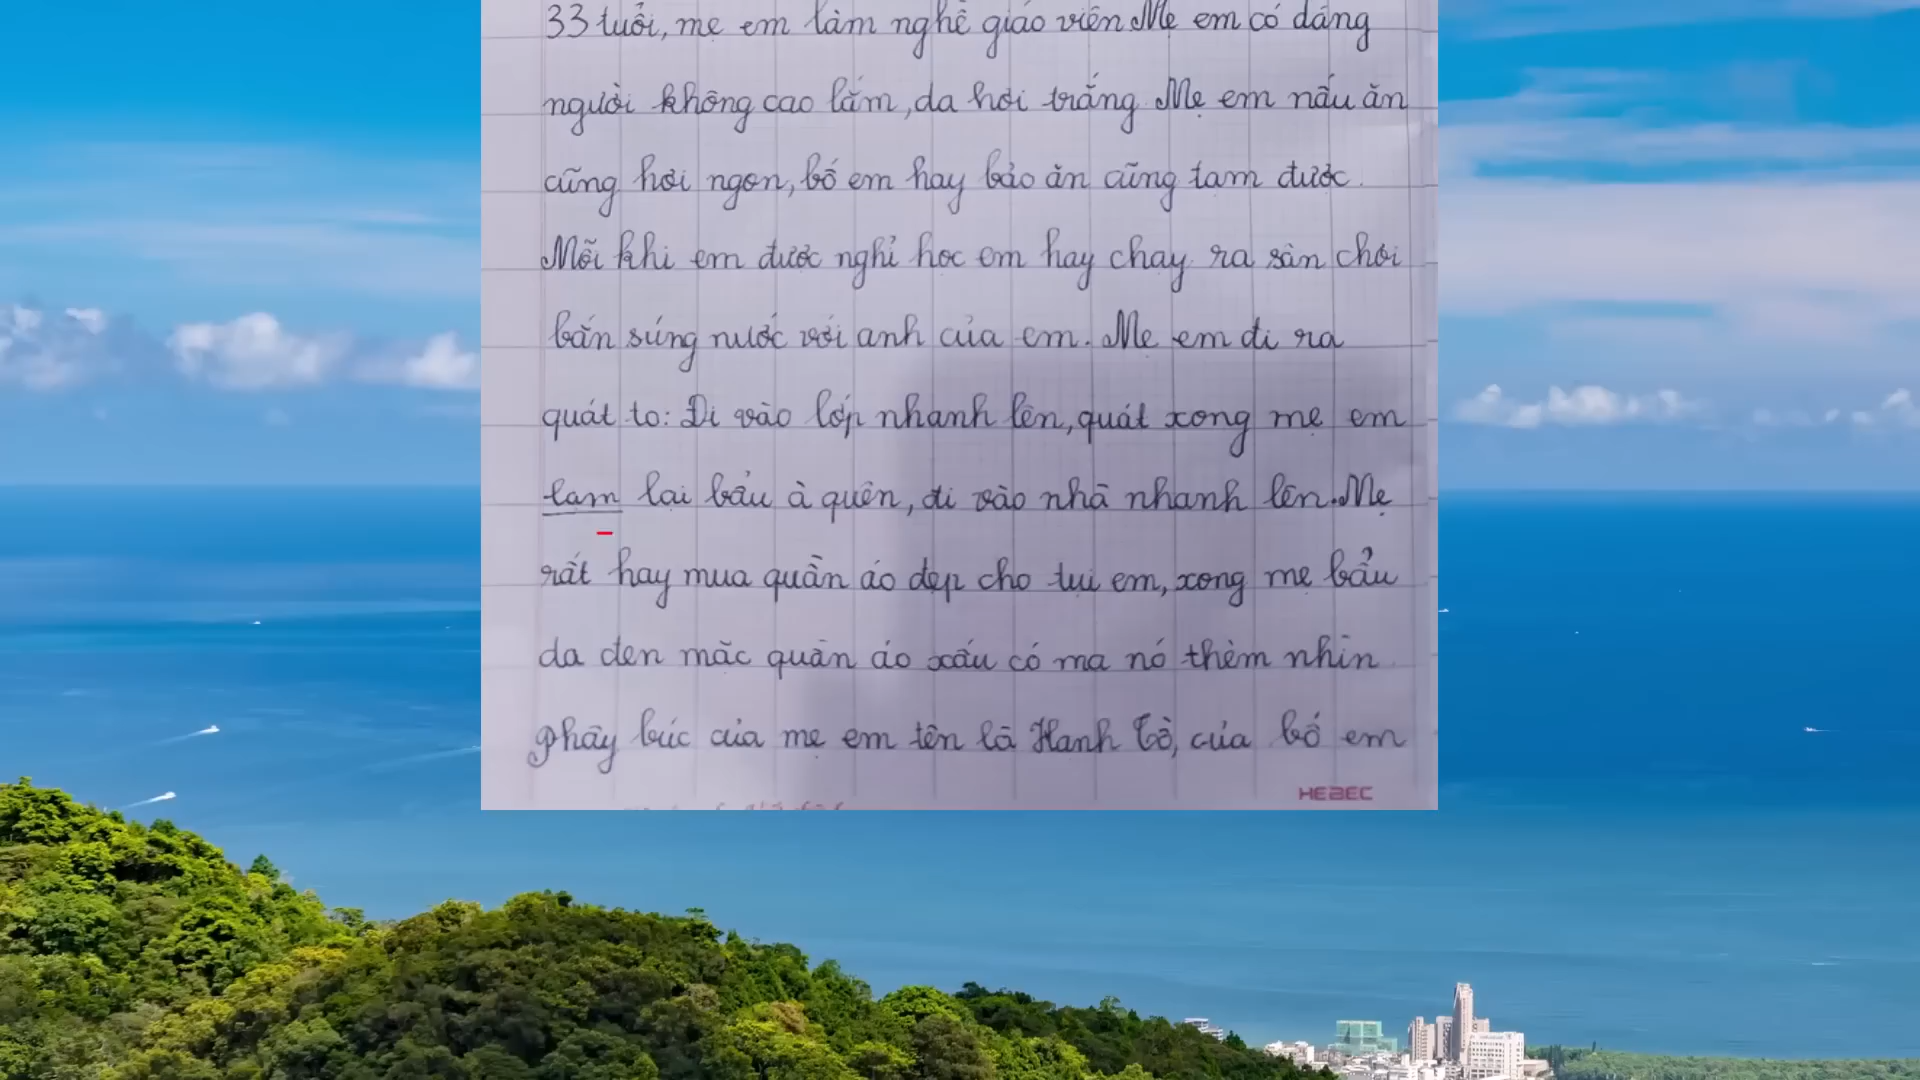 33 tuổi, mẹ em làm nghề giáo viên Mẹ em có dáng
người không cao lắm, da hơi trắng. Mẹ em nấu ăn
cũng hơi ngon, bố em hay bảo ăn cũng tạm được.
Mỗi khi em được nghỉ học em hay chạy ra sân chơi
bắn súng nước với anh của em. Mẹ em đi ra
quát to: Đi vào lớp nhanh lên, quát xong mẹ em
lạm lại bẩu à quên, đi vào nhà nhanh lên. Mẹ
rất hay mua quần áo đẹp cho tụi em, xong mẹ bẩu
da đen mặc quần áo xấu có ma nó thèm nhìn
Phây búc của mẹ em tên là Hanh Tồ, của bố em
HEBEC